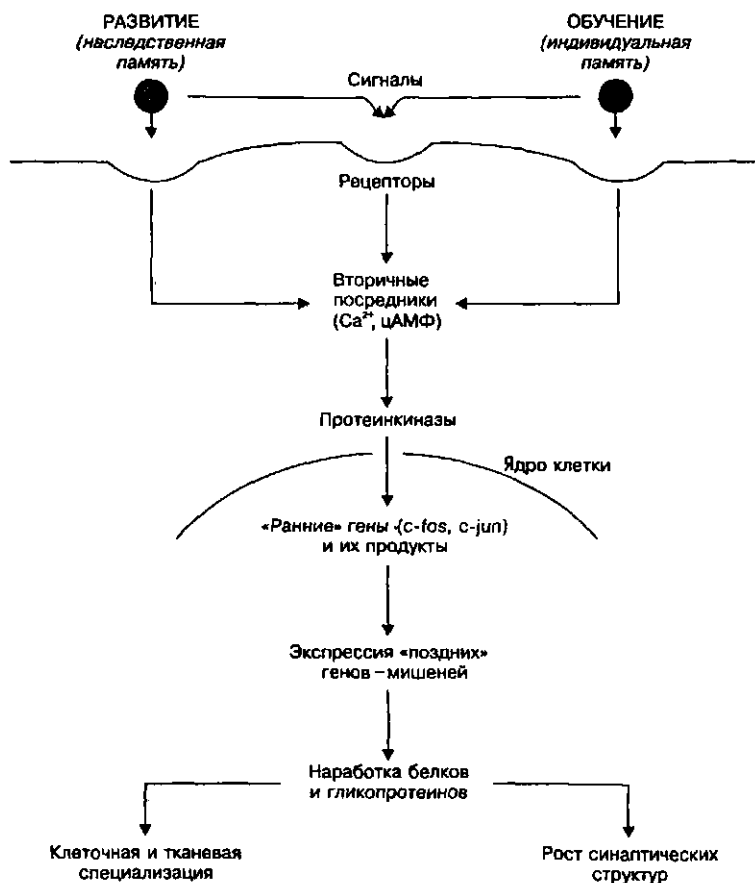 РАЗВИТИЕ
(наследственная
память)
ОБУЧЕНИЕ
(индивидуальная
память)
Сигналы
Рецепторы
Вторичные
посредники
(Ca²⁺, цАМФ)
Протеинкиназы
Ядро клетки
«Ранние» гены (c-fos, c-jun)
и их продукты
Экспрессия «поздних»
генов – мишеней
Наработка белков
и гликопротеинов
Клеточная и тканевая
специализация
Рост синаптических
структур